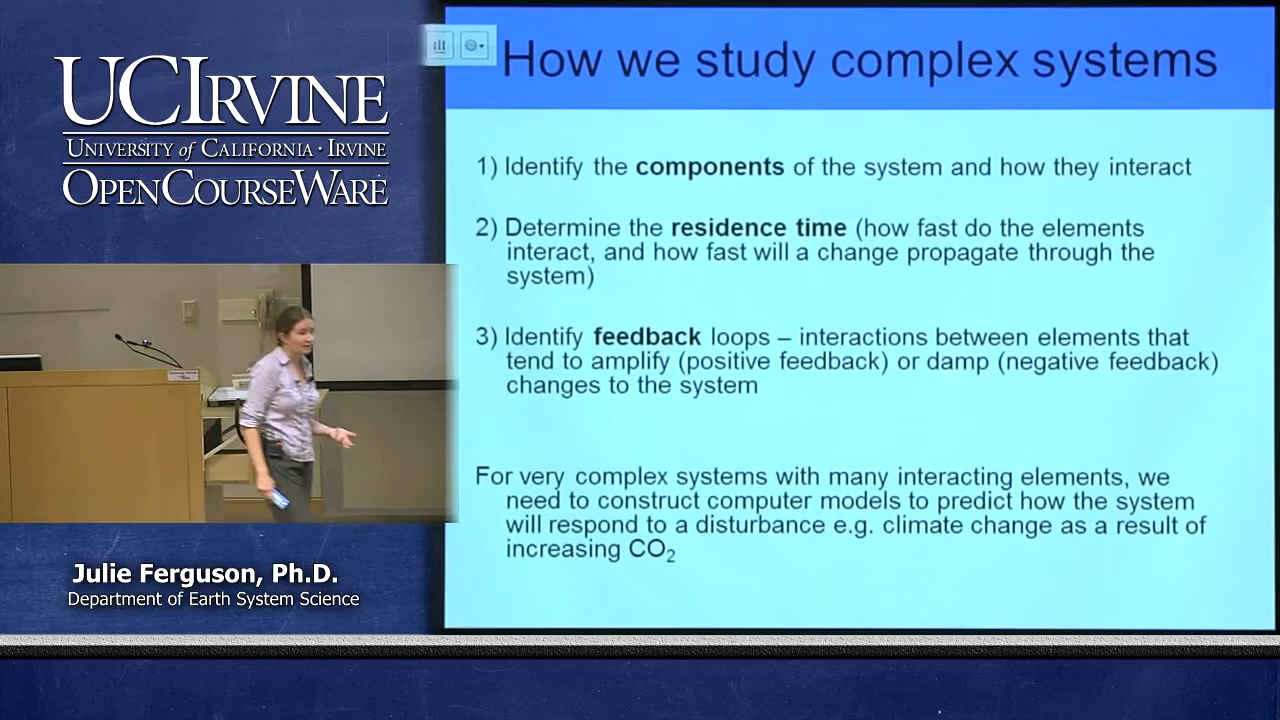 UCIRVINE
UNIVERSITY of CALIFORNIA · IRVINE
OPENCOURSEWARE
How we study complex systems
1) Identify the components of the system and how they interact
2) Determine the residence time (how fast do the elements
interact, and how fast will a change propagate through the
system)
3) Identify feedback loops – interactions between elements that
tend to amplify (positive feedback) or damp (negative feedback)
changes to the system
For very complex systems with many interacting elements, we
need to construct computer models to predict how the system
will respond to a disturbance e.g. climate change as a result of
increasing CO₂
Julie Ferguson, Ph.D.
Department of Earth System Science